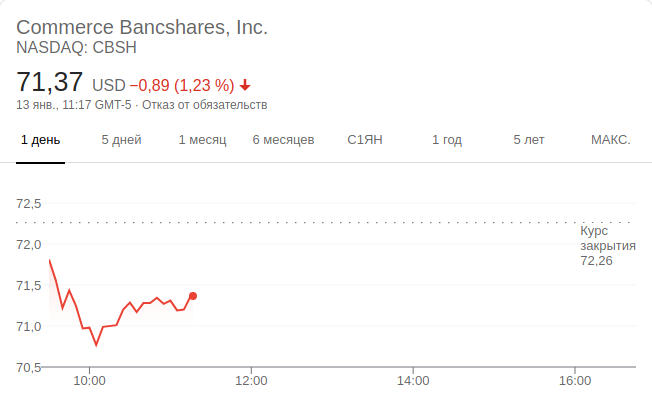 Commerce Bancshares, Inc.
NASDAQ: CBSH
71,37 USD −0,89 (1,23 %)
13 янв., 11:17 GMT-5 · Отказ от обязательств
1 день 5 дней 1 месяц 6 месяцев С1ЯН 1 год 5 лет МАКС.
72,5
Курс
закрытия
72,26
72,0
71,5
71,0
70,5
10:00 12:00 14:00 16:00